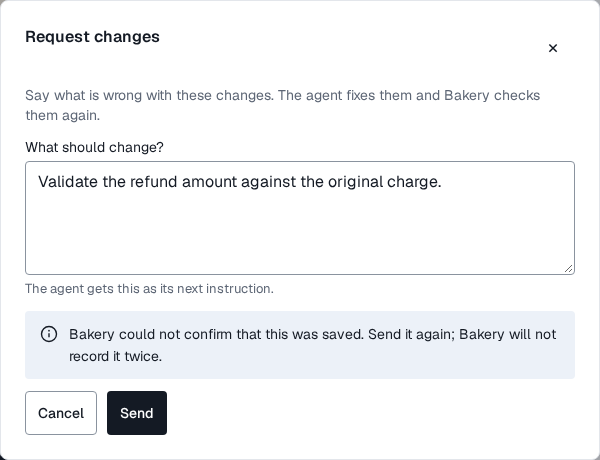 Request changes
Say what is wrong with these changes. The agent fixes them and Bakery checks
them again.
What should change?
Validate the refund amount against the original charge.
The agent gets this as its next instruction.
Bakery could not confirm that this was saved. Send it again; Bakery will not
record it twice.
Cancel Send